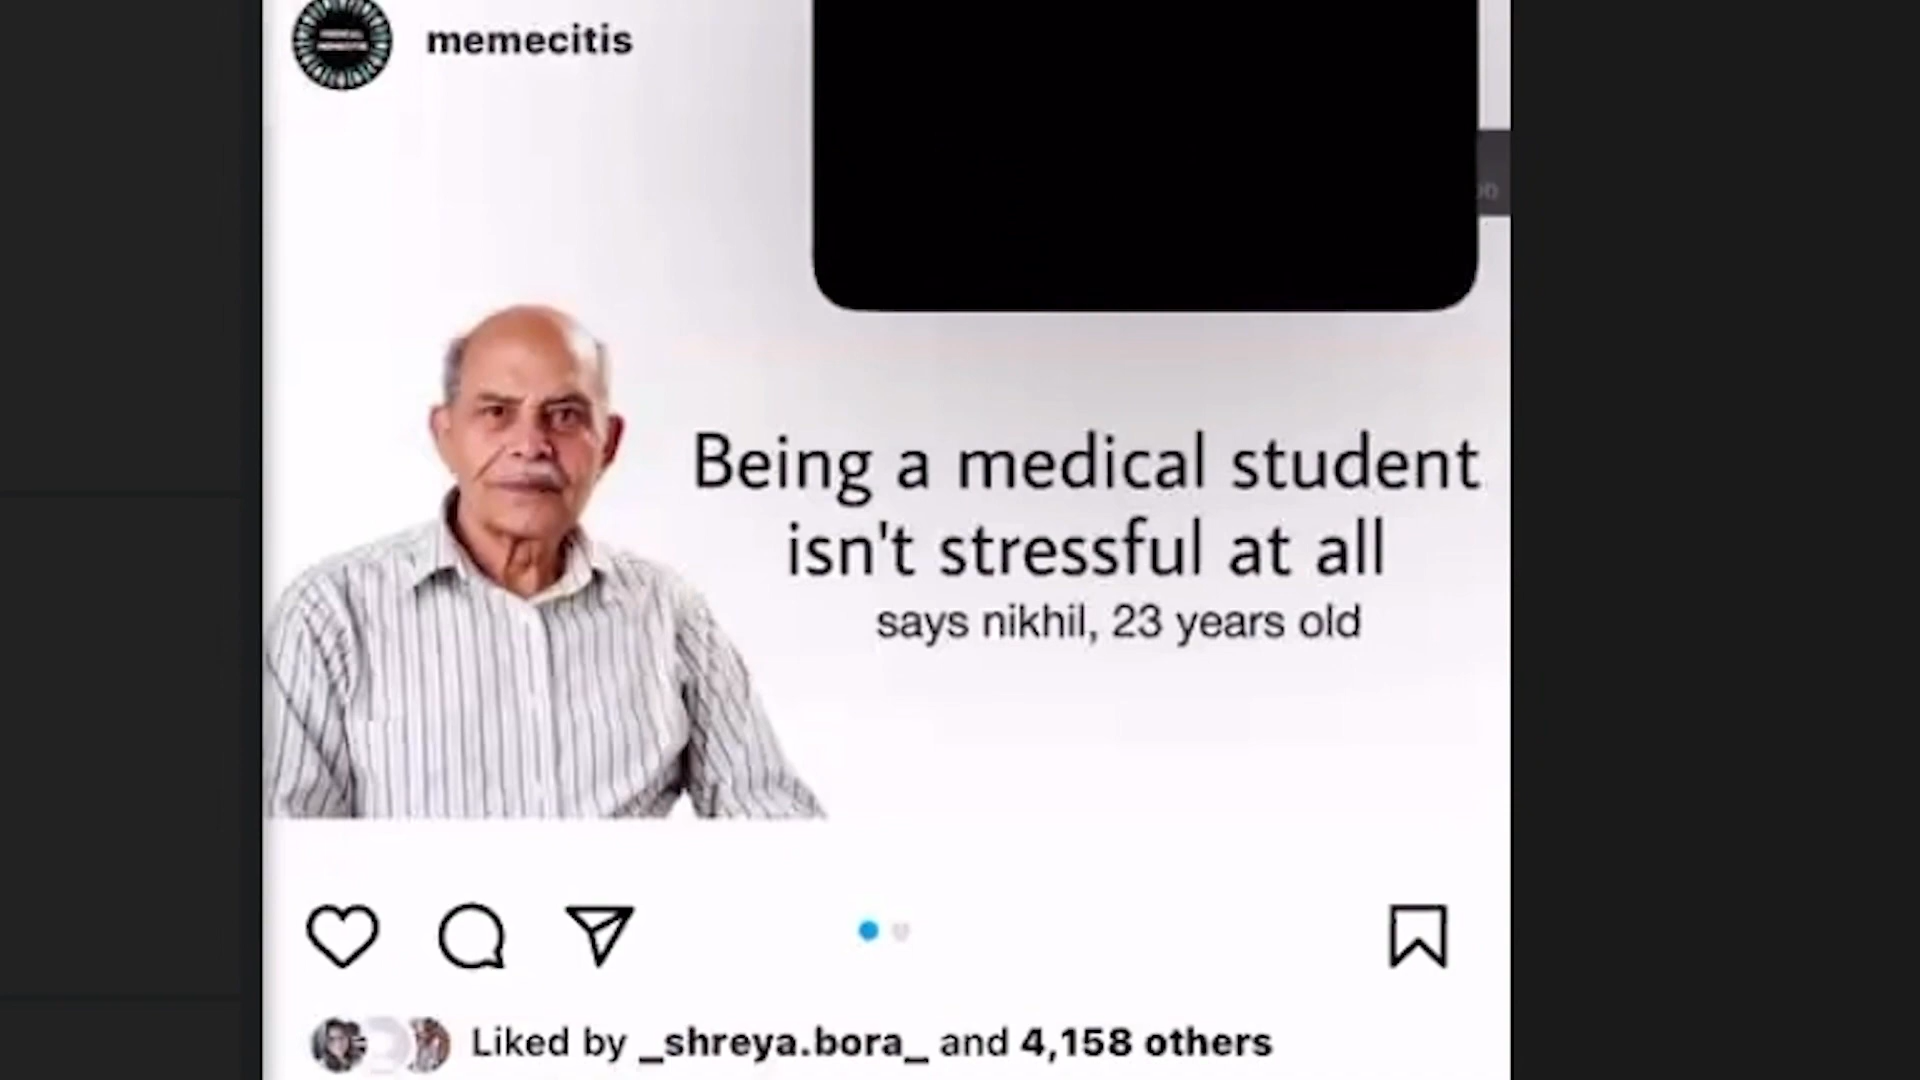 memecitis
Being a medical student
isn't stressful at all
says nikhil, 23 years old
Liked by _shreya.bora_ and 4,158 others